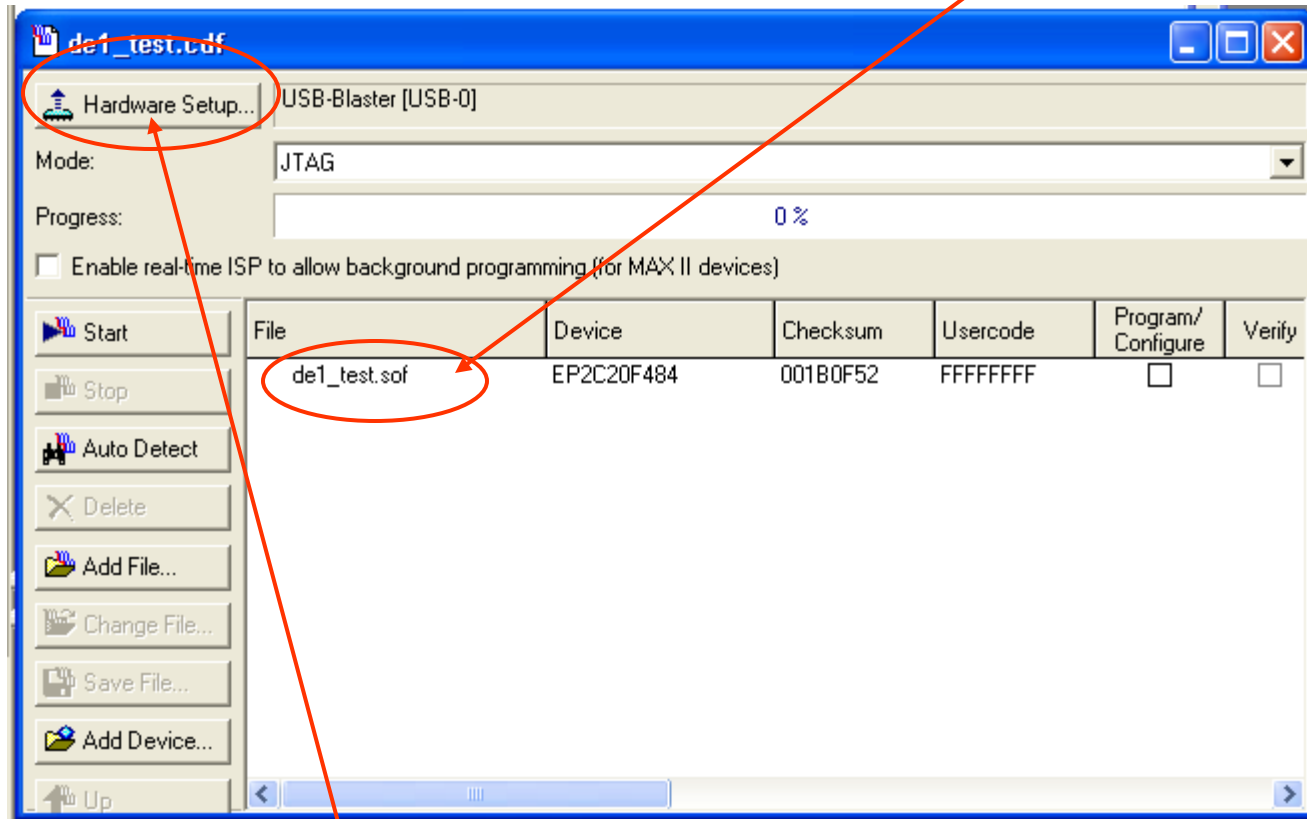 de1_test.cdf
Hardware Setup... USB-Blaster [USB-0]
Mode: JTAG
Progress: 0 %
Enable real-time ISP to allow background programming (for MAX II devices)
Start
Stop
Auto Detect
Delete
Add File...
Change File...
Save File...
Add Device...
Up
File Device Checksum Usercode Program/ Configure Verify
de1_test.sof EP2C20F484 001B0F52 FFFFFFFF